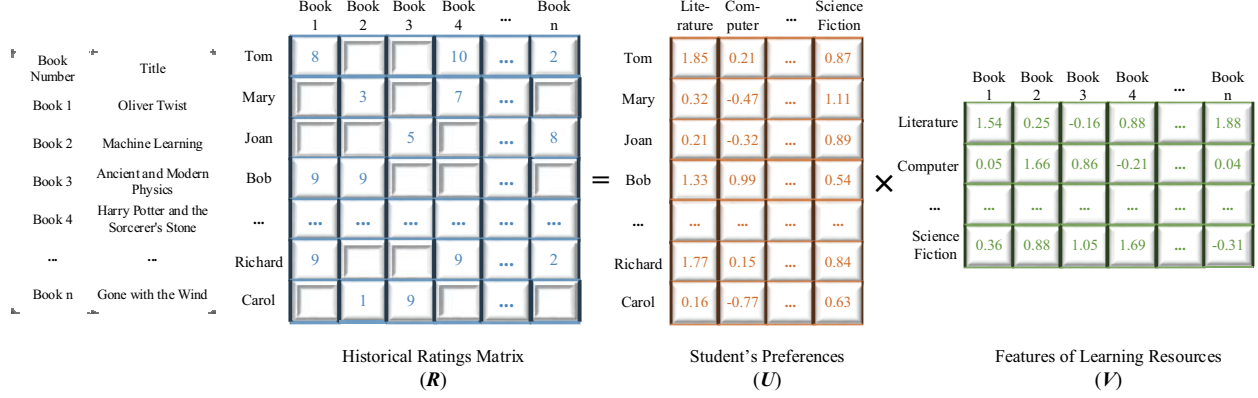 Book Number Title
Book 1 Oliver Twist
Book 2 Machine Learning
Book 3 Ancient and Modern Physics
Book 4 Harry Potter and the Sorcerer's Stone
... ...
Book n Gone with the Wind
Book 1 Book 2 Book 3 Book 4 ... Book n
Tom 8 10 ... 2
Mary 3 7 ...
Joan 5 ... 8
Bob 9 9 ...
... ... ... ... ... ... ...
Richard 9 9 ... 2
Carol 1 9 ...
Historical Ratings Matrix
(R)
=
Lite-rature Com-puter ... Science Fiction
Tom 1.85 0.21 ... 0.87
Mary 0.32 -0.47 ... 1.11
Joan 0.21 -0.32 ... 0.89
Bob 1.33 0.99 ... 0.54
... ... ... ... ...
Richard 1.77 0.15 ... 0.84
Carol 0.16 -0.77 ... 0.63
Student’s Preferences
(U)
×
Book 1 Book 2 Book 3 Book 4 ... Book n
Literature 1.54 0.25 -0.16 0.88 ... 1.88
Computer 0.05 1.66 0.86 -0.21 ... 0.04
... ... ... ... ... ... ...
Science Fiction 0.36 0.88 1.05 1.69 ... -0.31
Features of Learning Resources
(V)